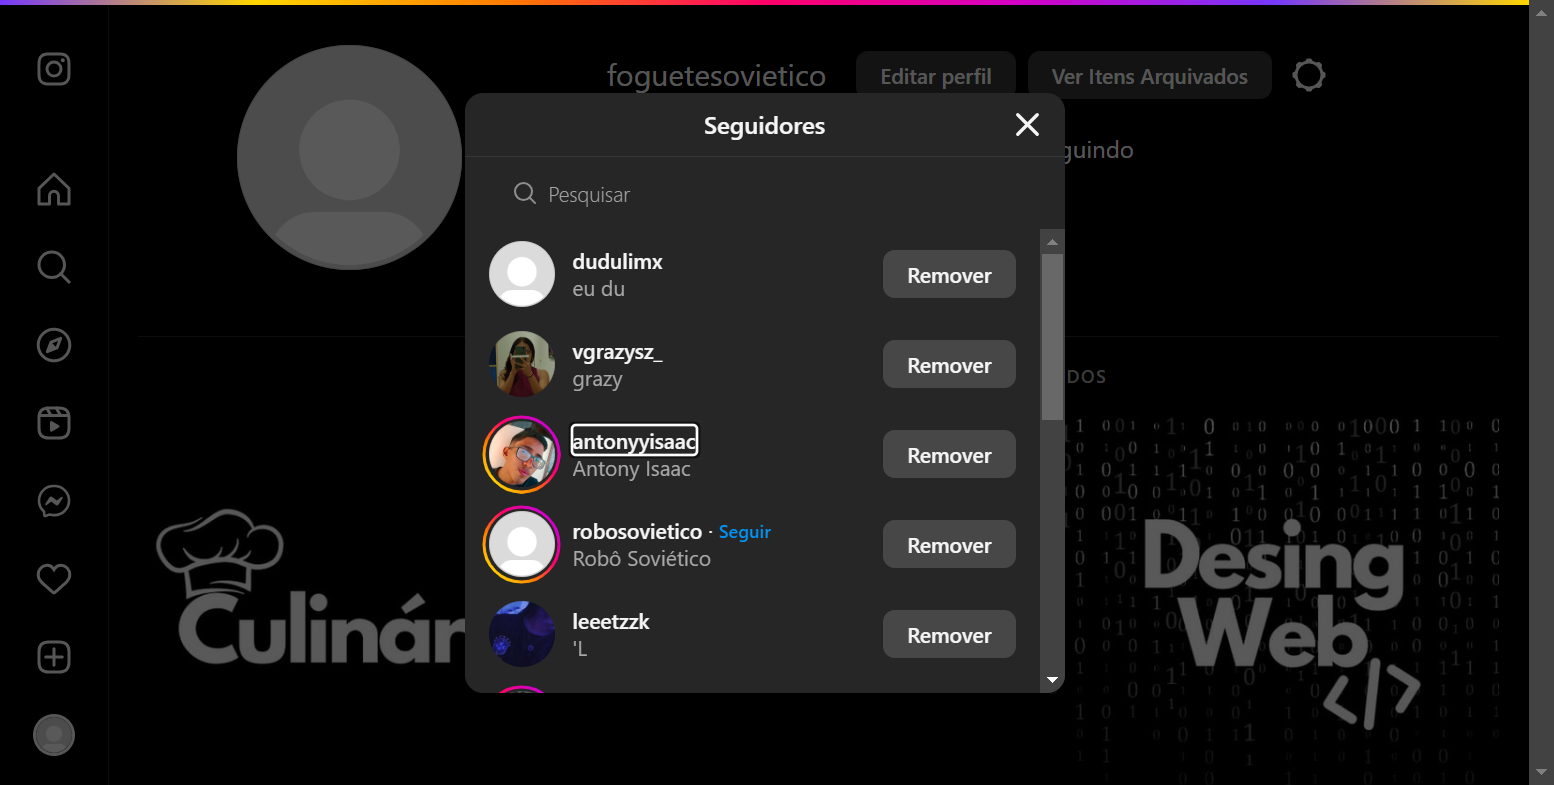 foguetesovietico
Editar perfil
Ver Itens Arquivados
Seguidores
guindo
Pesquisar
dudulimx
eu du
Remover
vgrazysz_
grazy
Remover
DOS
antonyyisaac
Antony Isaac
Remover
robosovietico · Seguir
Robô Soviético
Remover
leeetzzk
'L
Remover
Culinár
Desing
Web
</>